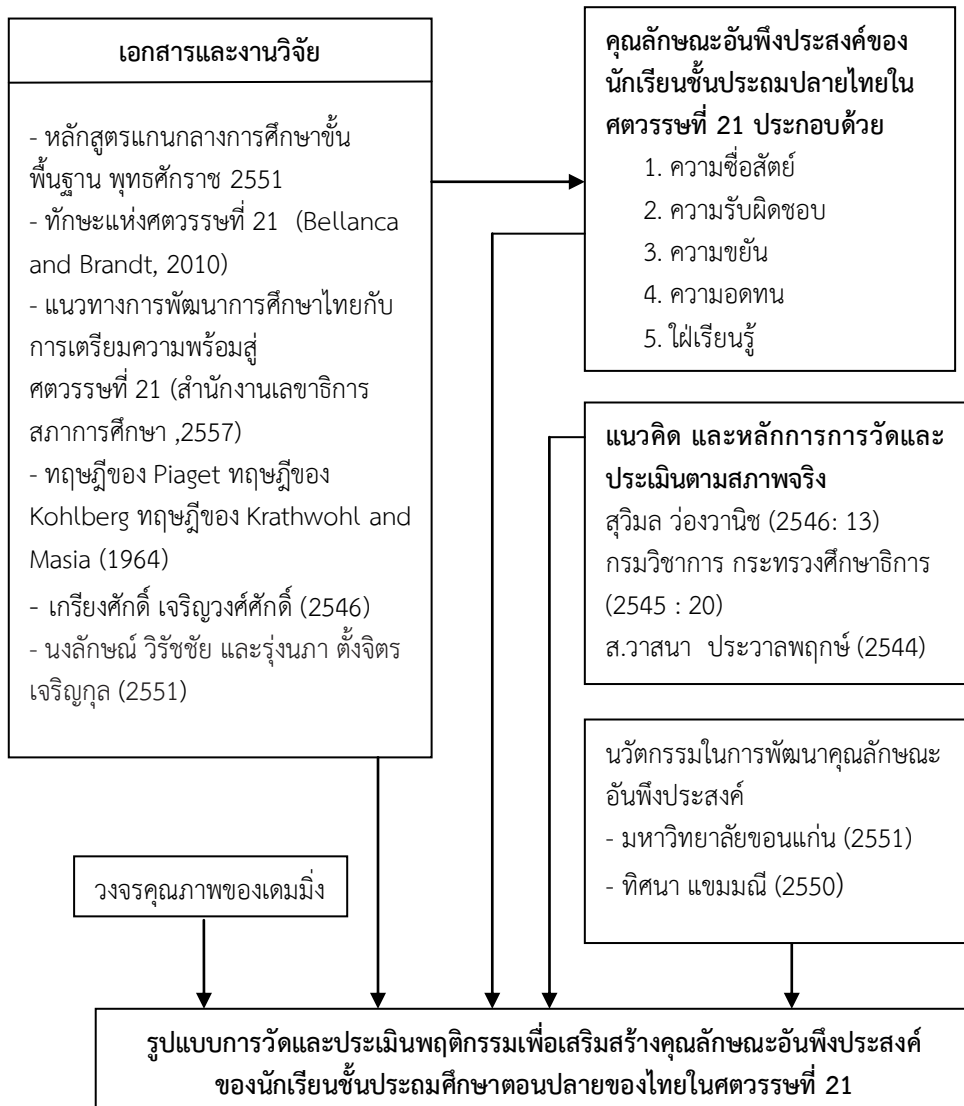 เอกสารและงานวิจัย
- หลักสูตรแกนกลางการศึกษาขั้น
พื้นฐาน พุทธศักราช 2551
- ทักษะแห่งศตวรรษที่ 21 (Bellanca
and Brandt, 2010)
- แนวทางการพัฒนาการศึกษาไทยกับ
การเตรียมความพร้อมสู่
ศตวรรษที่ 21 (สำนักงานเลขาธิการ
สภาการศึกษา ,2557)
- ทฤษฎีของ Piaget ทฤษฎีของ
Kohlberg ทฤษฎีของ Krathwohl and
Masia (1964)
- เกรียงศักดิ์ เจริญวงศ์ศักดิ์ (2546)
- นงลักษณ์ วิรัชชัย และรุ่งนภา ตั้งจิตร
เจริญกุล (2551)
คุณลักษณะอันพึงประสงค์ของ
นักเรียนชั้นประถมปลายไทยใน
ศตวรรษที่ 21 ประกอบด้วย
1. ความซื่อสัตย์
2. ความรับผิดชอบ
3. ความขยัน
4. ความอดทน
5. ใฝ่เรียนรู้
แนวคิด และหลักการการวัดและ
ประเมินตามสภาพจริง
สุวิมล ว่องวานิช (2546: 13)
กรมวิชาการ กระทรวงศึกษาธิการ
(2545 : 20)
ส.วาสนา ประวาลพฤกษ์ (2544)
นวัตกรรมในการพัฒนาคุณลักษณะ
อันพึงประสงค์
- มหาวิทยาลัยขอนแก่น (2551)
- ทิศนา แขมมณี (2550)
วงจรคุณภาพของเดมมิ่ง
รูปแบบการวัดและประเมินพฤติกรรมเพื่อเสริมสร้างคุณลักษณะอันพึงประสงค์
ของนักเรียนชั้นประถมศึกษาตอนปลายของไทยในศตวรรษที่ 21